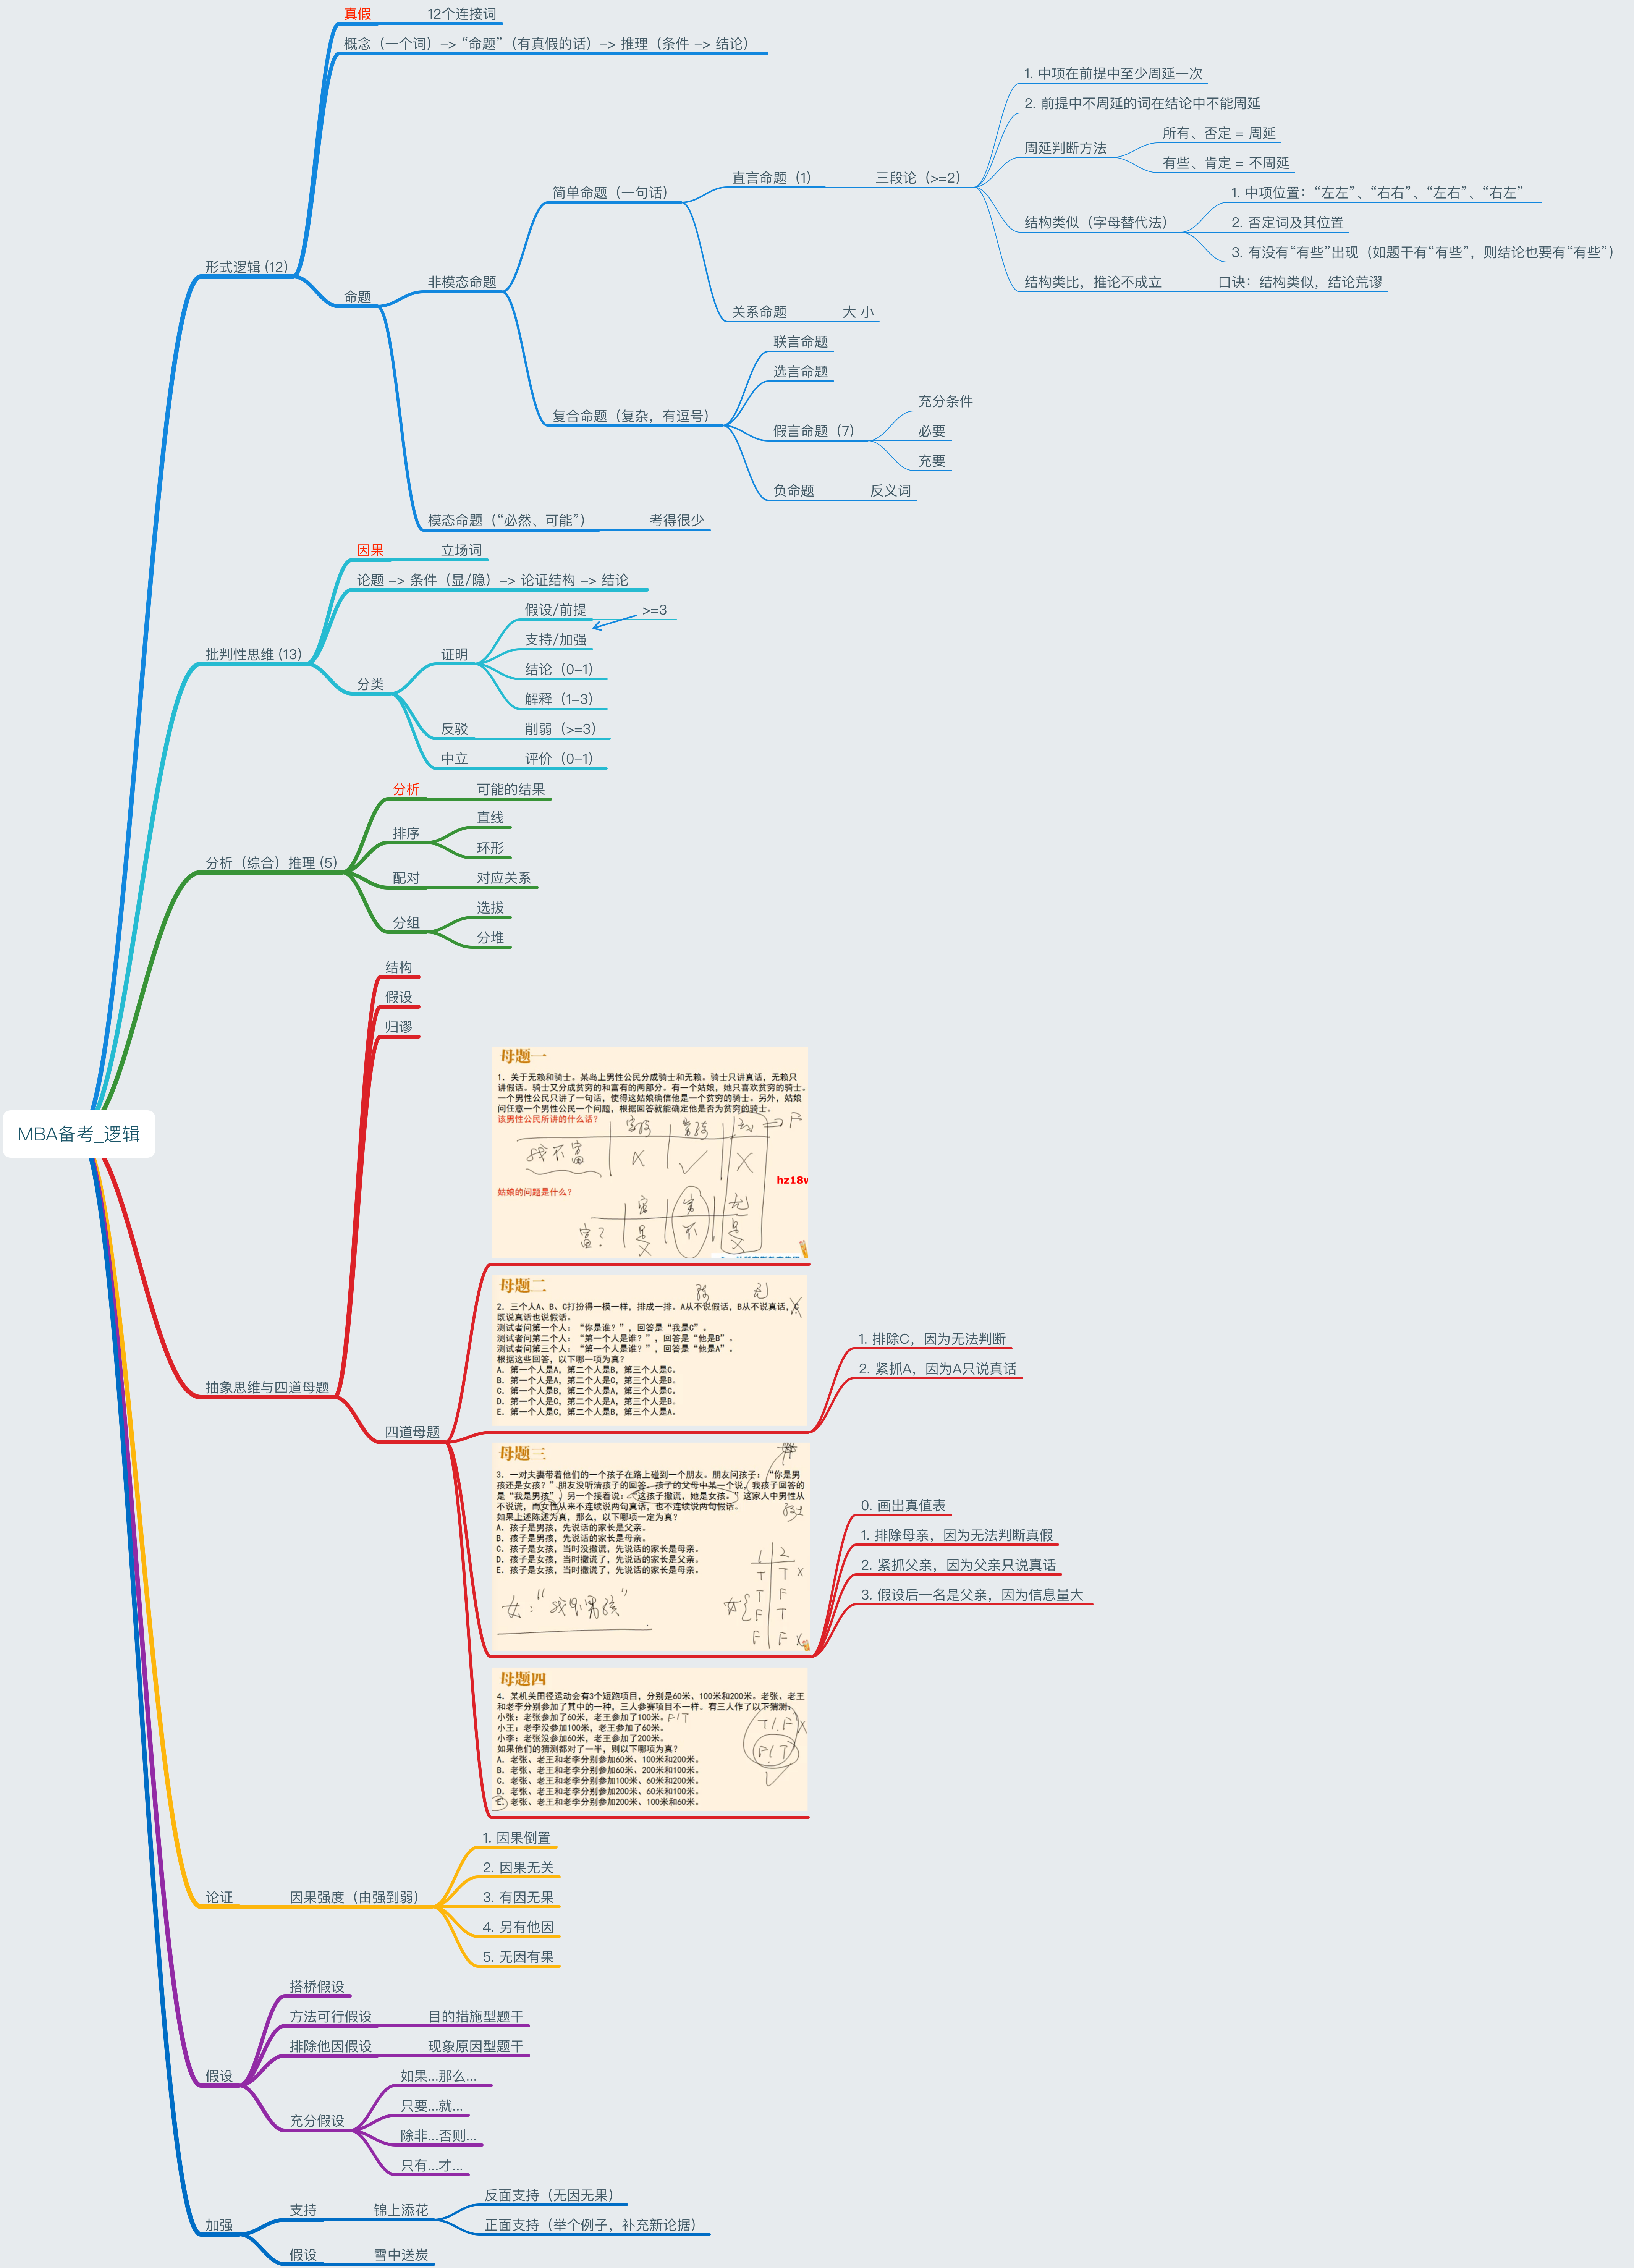 MBA备考_逻辑
形式逻辑 (12)
真假
12个连接词
概念（一个词）–> “命题”（有真假的话）–> 推理（条件 –> 结论）
命题
非模态命题
简单命题（一句话）
直言命题（1）
三段论（>=2）
1. 中项在前提中至少周延一次
2. 前提中不周延的词在结论中不能周延
周延判断方法
所有、否定 = 周延
有些、肯定 = 不周延
结构类似（字母替代法）
1. 中项位置：“左左”、“右右”、“左右”、“右左”
2. 否定词及其位置
3. 有没有“有些”出现（如题干有“有些”，则结论也要有“有些”）
结构类比，推论不成立
口诀：结构类似，结论荒谬
关系命题
大 小
复合命题（复杂，有逗号）
联言命题
选言命题
假言命题（7）
充分条件
必要
充要
负命题
反义词
模态命题（“必然、可能”）
考得很少
批判性思维 (13)
因果
立场词
论题 –> 条件（显/隐）–> 论证结构 –> 结论
分类
证明
假设/前提
>=3
支持/加强
结论（0–1）
解释（1–3）
反驳
削弱（>=3）
中立
评价（0–1）
分析（综合）推理 (5)
分析
可能的结果
排序
直线
环形
配对
对应关系
分组
选拔
分堆
抽象思维与四道母题
结构
假设
归谬
四道母题
母题一
1. 关于无赖和骑士。某岛上男性公民分成骑士和无赖。骑士只讲真话，无赖只
讲假话。骑士又分成贫穷的和富有的两部分。有一个姑娘，她只喜欢贫穷的骑士。
一个男性公民只讲了一句话，使得这姑娘确信他是一个贫穷的骑士。另外，姑娘
问任意一个男性公民一个问题，根据回答就能确定他是否为贫穷的骑士。
该男性公民所讲的什么话？
我不富
hz18w
姑娘的问题是什么？
富？
是
不
是
母题二
2. 三个人A、B、C打扮得一模一样，排成一排。A从不说假话，B从不说真话，C
既说真话也说假话。
测试者问第一个人：“你是谁？”，回答是“我是C”。
测试者问第二个人：“第一个人是谁？”，回答是“他是B”。
测试者问第三个人：“第一个人是谁？”，回答是“他是A”。
根据这些回答，以下哪一项为真？
A. 第一个人是A，第二个人是B，第三个人是C。
B. 第一个人是A，第二个人是C，第三个人是B。
C. 第一个人是B，第二个人是A，第三个人是C。
D. 第一个人是C，第二个人是A，第三个人是B。
E. 第一个人是C，第二个人是B，第三个人是A。
1. 排除C，因为无法判断
2. 紧抓A，因为A只说真话
母题三
3. 一对夫妻带着他们的一个孩子在路上碰到一个朋友。朋友问孩子：“你是男
孩还是女孩？”朋友没听清孩子的回答。孩子的父母中某一个说，我孩子回答的
是“我是男孩”，另一个接着说：“这孩子撒谎，她是女孩。”这家人中男性从
不说谎，而女性从来不连续说两句真话，也不连续说两句假话。
如果上述陈述为真，那么，以下哪项一定为真？
A. 孩子是男孩，先说话的家长是父亲。
B. 孩子是男孩，先说话的家长是母亲。
C. 孩子是女孩，当时没撒谎，先说话的家长是母亲。
D. 孩子是女孩，当时撒谎了，先说话的家长是父亲。
E. 孩子是女孩，当时撒谎了，先说话的家长是母亲。
女：“我是男孩”
1 2
T T X
T F
女 F T
F F X
0. 画出真值表
1. 排除母亲，因为无法判断真假
2. 紧抓父亲，因为父亲只说真话
3. 假设后一名是父亲，因为信息量大
母题四
4. 某机关田径运动会有3个短跑项目，分别是60米、100米和200米。老张、老王
和老李分别参加了其中的一种，三人参赛项目不一样。有三人作了以下猜测：
小张：老张参加了60米，老王参加了100米。F/T
小王：老李没参加100米，老王参加了60米。
小李：老张没参加60米，老王参加了200米。
如果他们的猜测都对了一半，则以下哪项为真？
A. 老张、老王和老李分别参加60米、100米和200米。
B. 老张、老王和老李分别参加60米、200米和100米。
C. 老张、老王和老李分别参加100米、60米和200米。
D. 老张、老王和老李分别参加200米、60米和100米。
E. 老张、老王和老李分别参加200米、100米和60米。
T/F X
F/T
论证
因果强度（由强到弱）
1. 因果倒置
2. 因果无关
3. 有因无果
4. 另有他因
5. 无因有果
假设
搭桥假设
方法可行假设
目的措施型题干
排除他因假设
现象原因型题干
充分假设
如果...那么...
只要...就...
除非...否则...
只有...才...
加强
支持
锦上添花
反面支持（无因无果）
正面支持（举个例子，补充新论据）
假设
雪中送炭